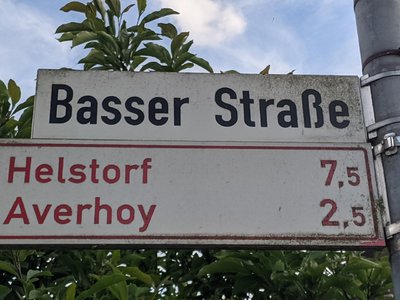 Basser Straße
Helstorf 7,5
Averhoy 2,5